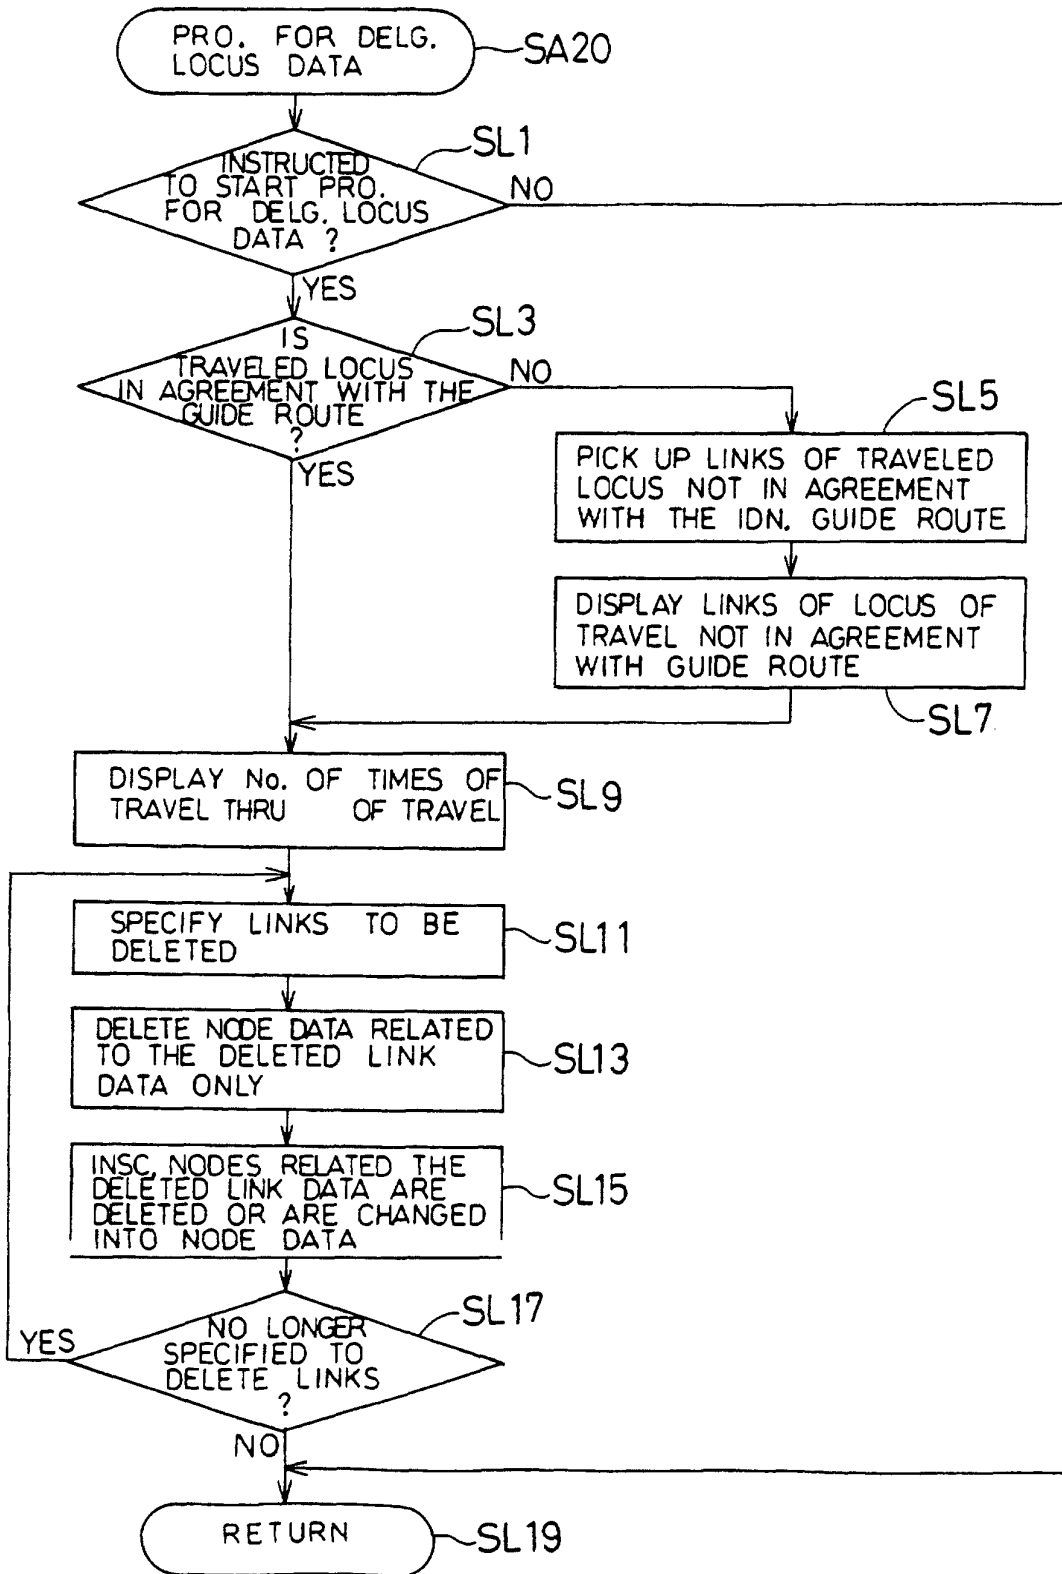 PRO. FOR DELG.
LOCUS DATA
SA20
INSTRUCTED
TO START PRO.
FOR DELG. LOCUS
DATA ?
SL1
NO
YES
IS
TRAVELED LOCUS
IN AGREEMENT WITH THE
GUIDE ROUTE
?
SL3
NO
YES
SL5
PICK UP LINKS OF TRAVELED
LOCUS NOT IN AGREEMENT
WITH THE IDN. GUIDE ROUTE
DISPLAY LINKS OF LOCUS OF
TRAVEL NOT IN AGREEMENT
WITH GUIDE ROUTE
SL7
DISPLAY No. OF TIMES OF
TRAVEL THRU OF TRAVEL
SL9
SPECIFY LINKS TO BE
DELETED
SL11
DELETE NODE DATA RELATED
TO THE DELETED LINK
DATA ONLY
SL13
INSC. NODES RELATED THE
DELETED LINK DATA ARE
DELETED OR ARE CHANGED
INTO NODE DATA
SL15
NO LONGER
SPECIFIED TO
DELETE LINKS
?
SL17
YES
NO
RETURN
SL19